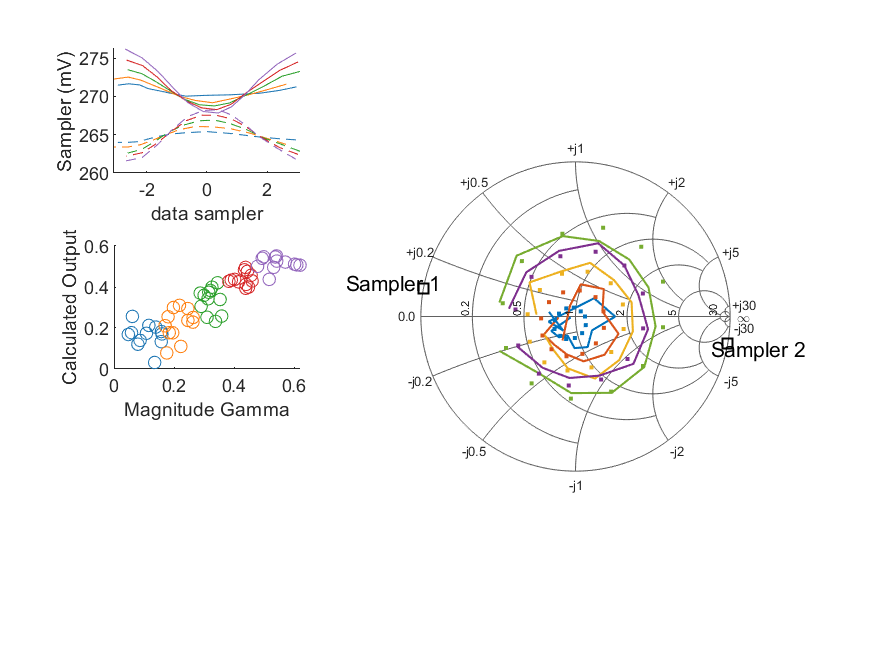 275
270
265
260
Sampler (mV)
-2 0 2
data sampler
0.6
0.4
0.2
0
Calculated Output
0 0.2 0.4 0.6
Magnitude Gamma
+j1
+j0.5 +j2
+j0.2 +j5
Sampler 1
0.0 0.2 0.5 1 2 5 30 ∞
+j30
-j30
Sampler 2
-j0.2 -j5
-j0.5 -j2
-j1